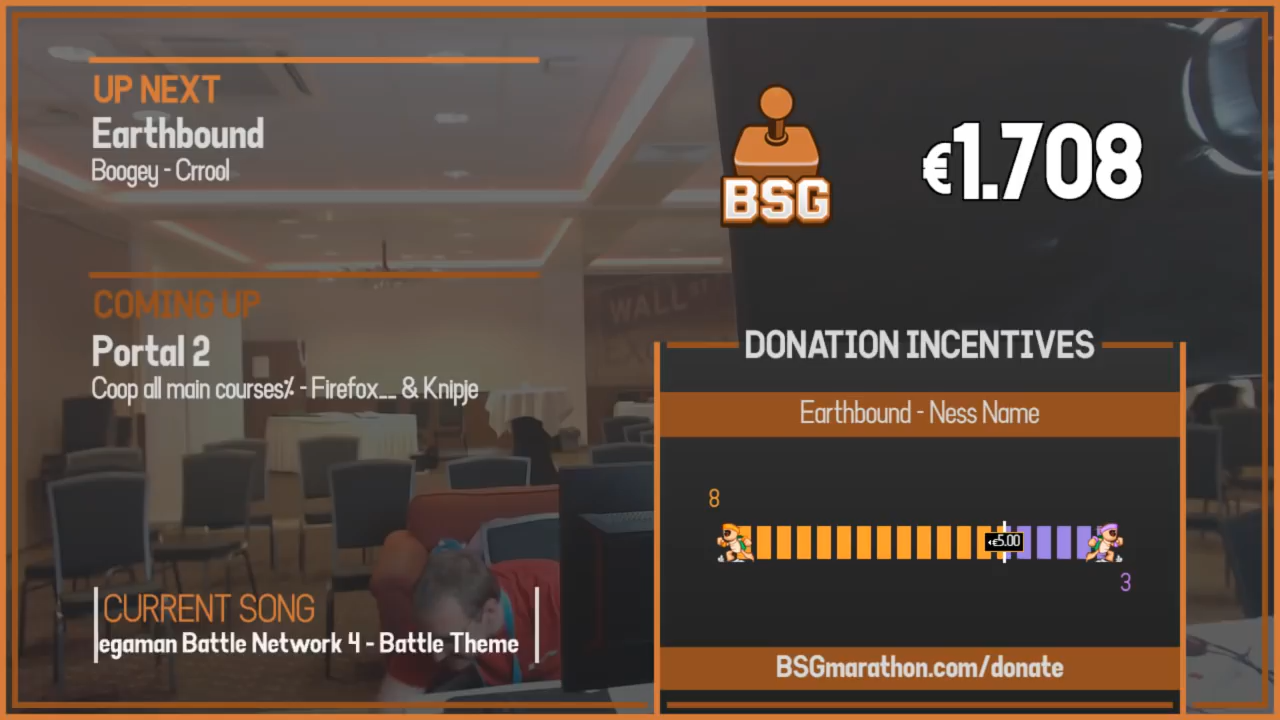 UP NEXT
Earthbound
Boogey - Crrool
COMING UP
Portal 2
Coop all main courses% - Firefox__ & Knipje
CURRENT SONG
egaman Battle Network 4 - Battle Theme
BSG
€1.708
DONATION INCENTIVES
Earthbound - Ness Name
8
€5.00
3
BSGmarathon.com/donate
WALL ST